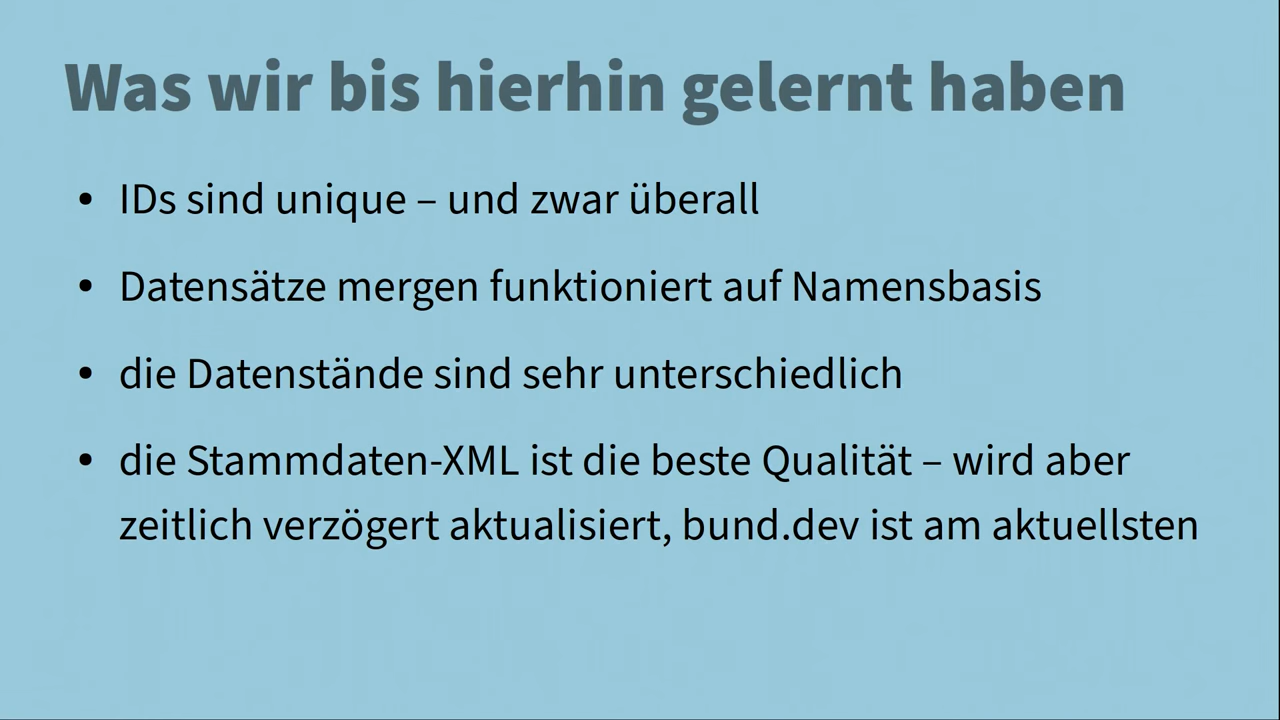 Was wir bis hierhin gelernt haben
• IDs sind unique – und zwar überall
• Datensätze mergen funktioniert auf Namensbasis
• die Datenstände sind sehr unterschiedlich
• die Stammdaten-XML ist die beste Qualität – wird aber
zeitlich verzögert aktualisiert, bund.dev ist am aktuellsten